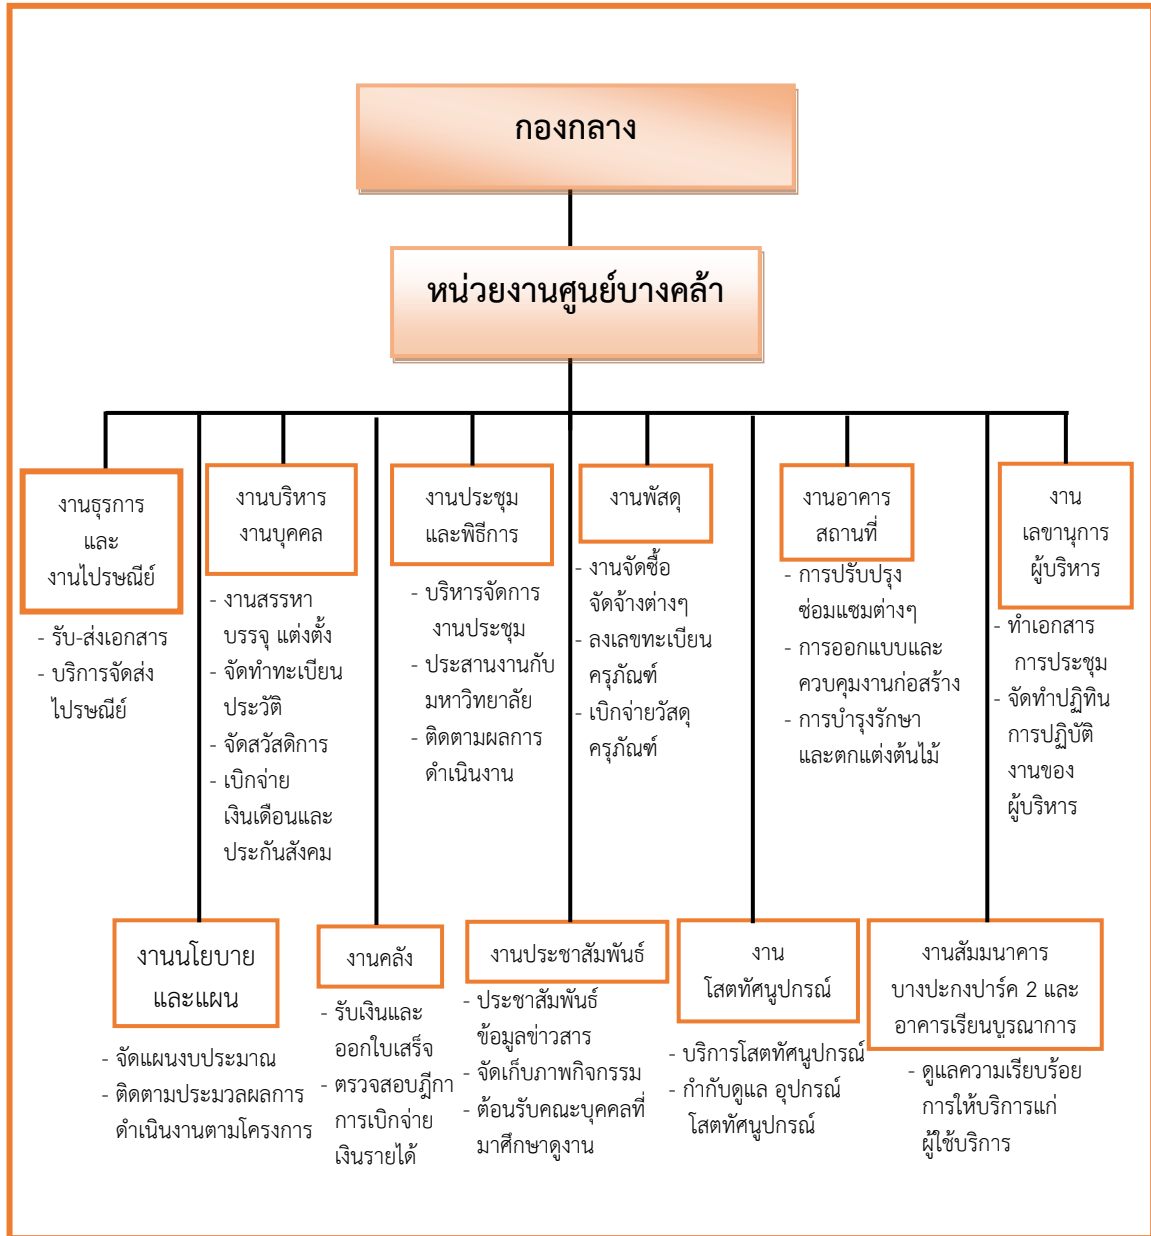 กองกลาง
หน่วยงานศูนย์บางคล้า
งานธุรการ
และ
งานไปรษณีย์
- รับ-ส่งเอกสาร
- บริการจัดส่ง
ไปรษณีย์
งานบริหาร
งานบุคคล
- งานสรรหา
บรรจุ แต่งตั้ง
- จัดทำทะเบียน
ประวัติ
- จัดสวัสดิการ
- เบิกจ่าย
เงินเดือนและ
ประกันสังคม
งานประชุม
และพิธีการ
- บริหารจัดการ
งานประชุม
- ประสานงานกับ
มหาวิทยาลัย
- ติดตามผลการ
ดำเนินงาน
งานพัสดุ
- งานจัดซื้อ
จัดจ้างต่างๆ
- ลงเลขทะเบียน
ครุภัณฑ์
- เบิกจ่ายวัสดุ
ครุภัณฑ์
งานอาคาร
สถานที่
- การปรับปรุง
ซ่อมแซมต่างๆ
- การออกแบบและ
ควบคุมงานก่อสร้าง
- การบำรุงรักษา
และตกแต่งต้นไม้
งาน
เลขานุการ
ผู้บริหาร
- ทำเอกสาร
การประชุม
- จัดทำปฏิทิน
การปฏิบัติ
งานของ
ผู้บริหาร
งานนโยบาย
และแผน
- จัดแผนงบประมาณ
- ติดตามประมวลผลการ
ดำเนินงานตามโครงการ
งานคลัง
- รับเงินและ
ออกใบเสร็จ
- ตรวจสอบฎีกา
การเบิกจ่าย
เงินรายได้
งานประชาสัมพันธ์
- ประชาสัมพันธ์
ข้อมูลข่าวสาร
- จัดเก็บภาพกิจกรรม
- ต้อนรับคณะบุคคลที่
มาศึกษาดูงาน
งาน
โสตทัศนูปกรณ์
- บริการโสตทัศนูปกรณ์
- กำกับดูแล อุปกรณ์
โสตทัศนูปกรณ์
งานสัมมนาคาร
บางปะกงปาร์ค 2 และ
อาคารเรียนบูรณาการ
- ดูแลความเรียบร้อย
การให้บริการแก่
ผู้ใช้บริการ